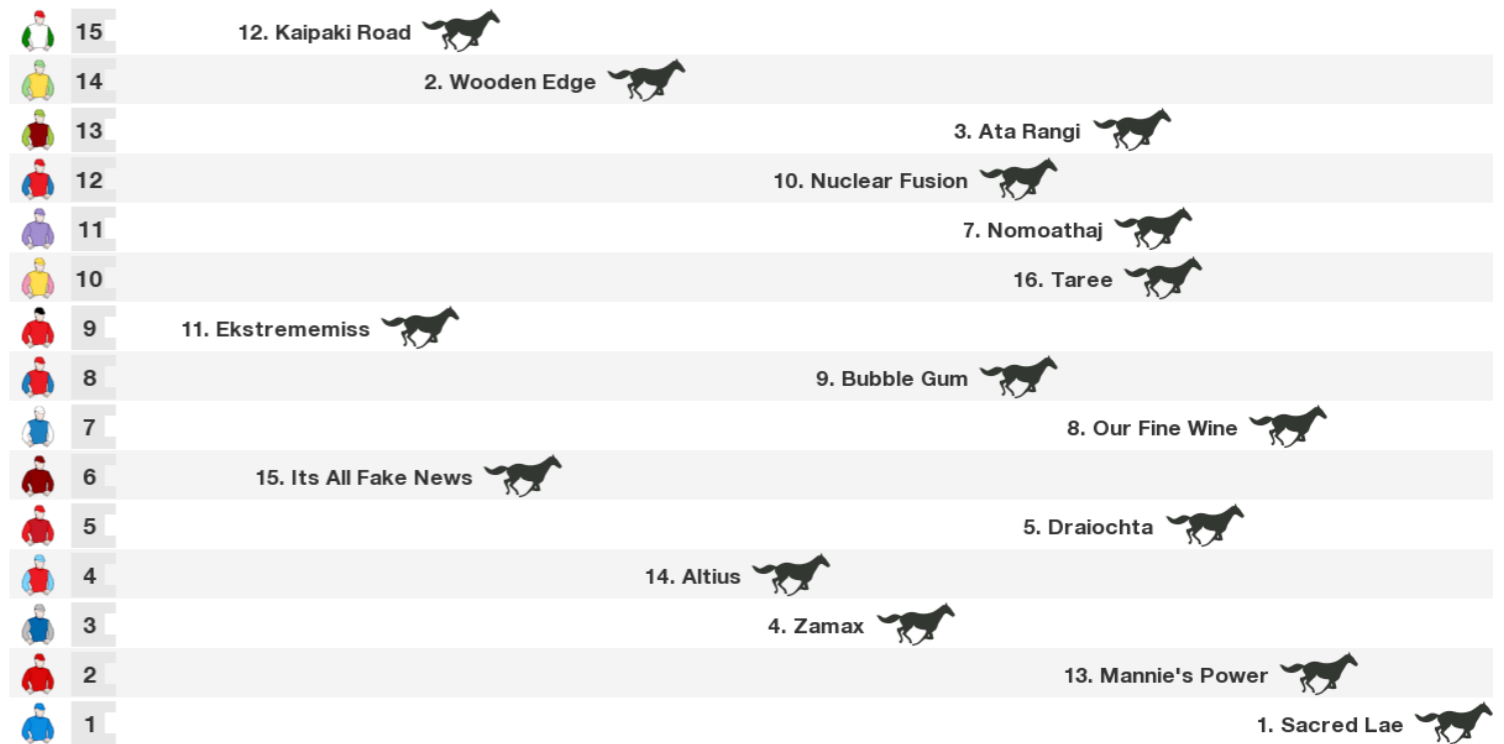 15 12. Kaipaki Road
14 2. Wooden Edge
13 3. Ata Rangi
12 10. Nuclear Fusion
11 7. Nomoathaj
10 16. Taree
9 11. Ekstrememiss
8 9. Bubble Gum
7 8. Our Fine Wine
6 15. Its All Fake News
5 5. Draiochta
4 14. Altius
3 4. Zamax
2 13. Mannie's Power
1 1. Sacred Lae